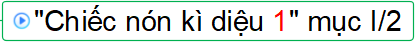 "Chiếc nón kì diệu 1" mục I/2